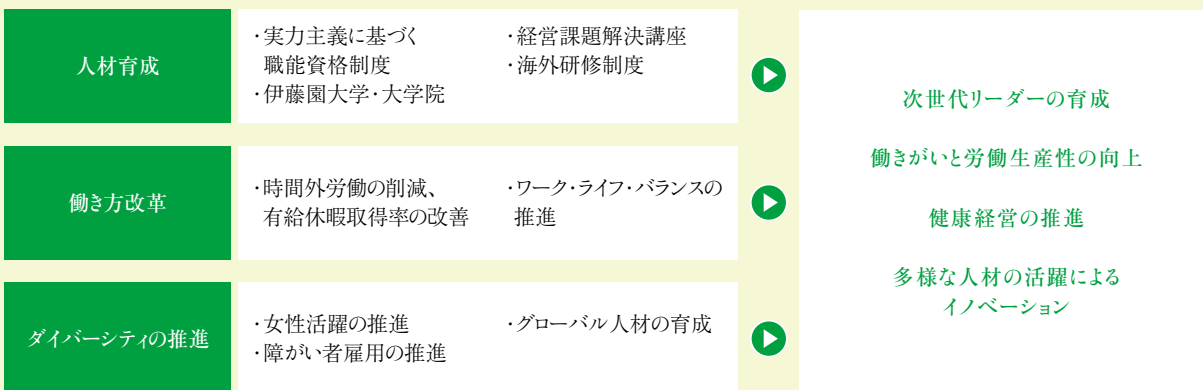 人材育成
・実力主義に基づく
職能資格制度
・伊藤園大学・大学院
・経営課題解決講座
・海外研修制度
働き方改革
・時間外労働の削減、
有給休暇取得率の改善
・ワーク・ライフ・バランスの
推進
ダイバーシティの推進
・女性活躍の推進
・障がい者雇用の推進
・グローバル人材の育成
次世代リーダーの育成
働きがいと労働生産性の向上
健康経営の推進
多様な人材の活躍による
イノベーション